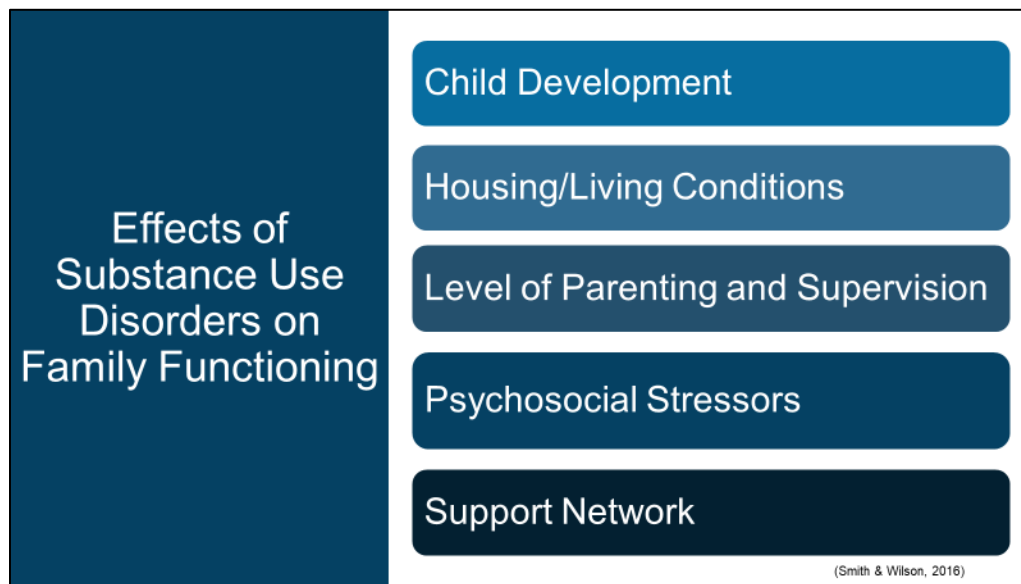 Effects of
Substance Use
Disorders on
Family Functioning
Child Development
Housing/Living Conditions
Level of Parenting and Supervision
Psychosocial Stressors
Support Network
(Smith & Wilson, 2016)